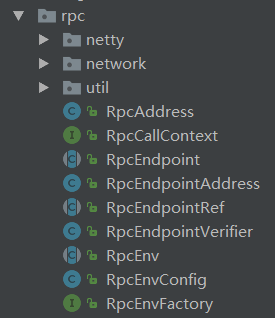 rpc
netty
network
util
RpcAddress
RpcCallContext
RpcEndpoint
RpcEndpointAddress
RpcEndpointRef
RpcEndpointVerifier
RpcEnv
RpcEnvConfig
RpcEnvFactory